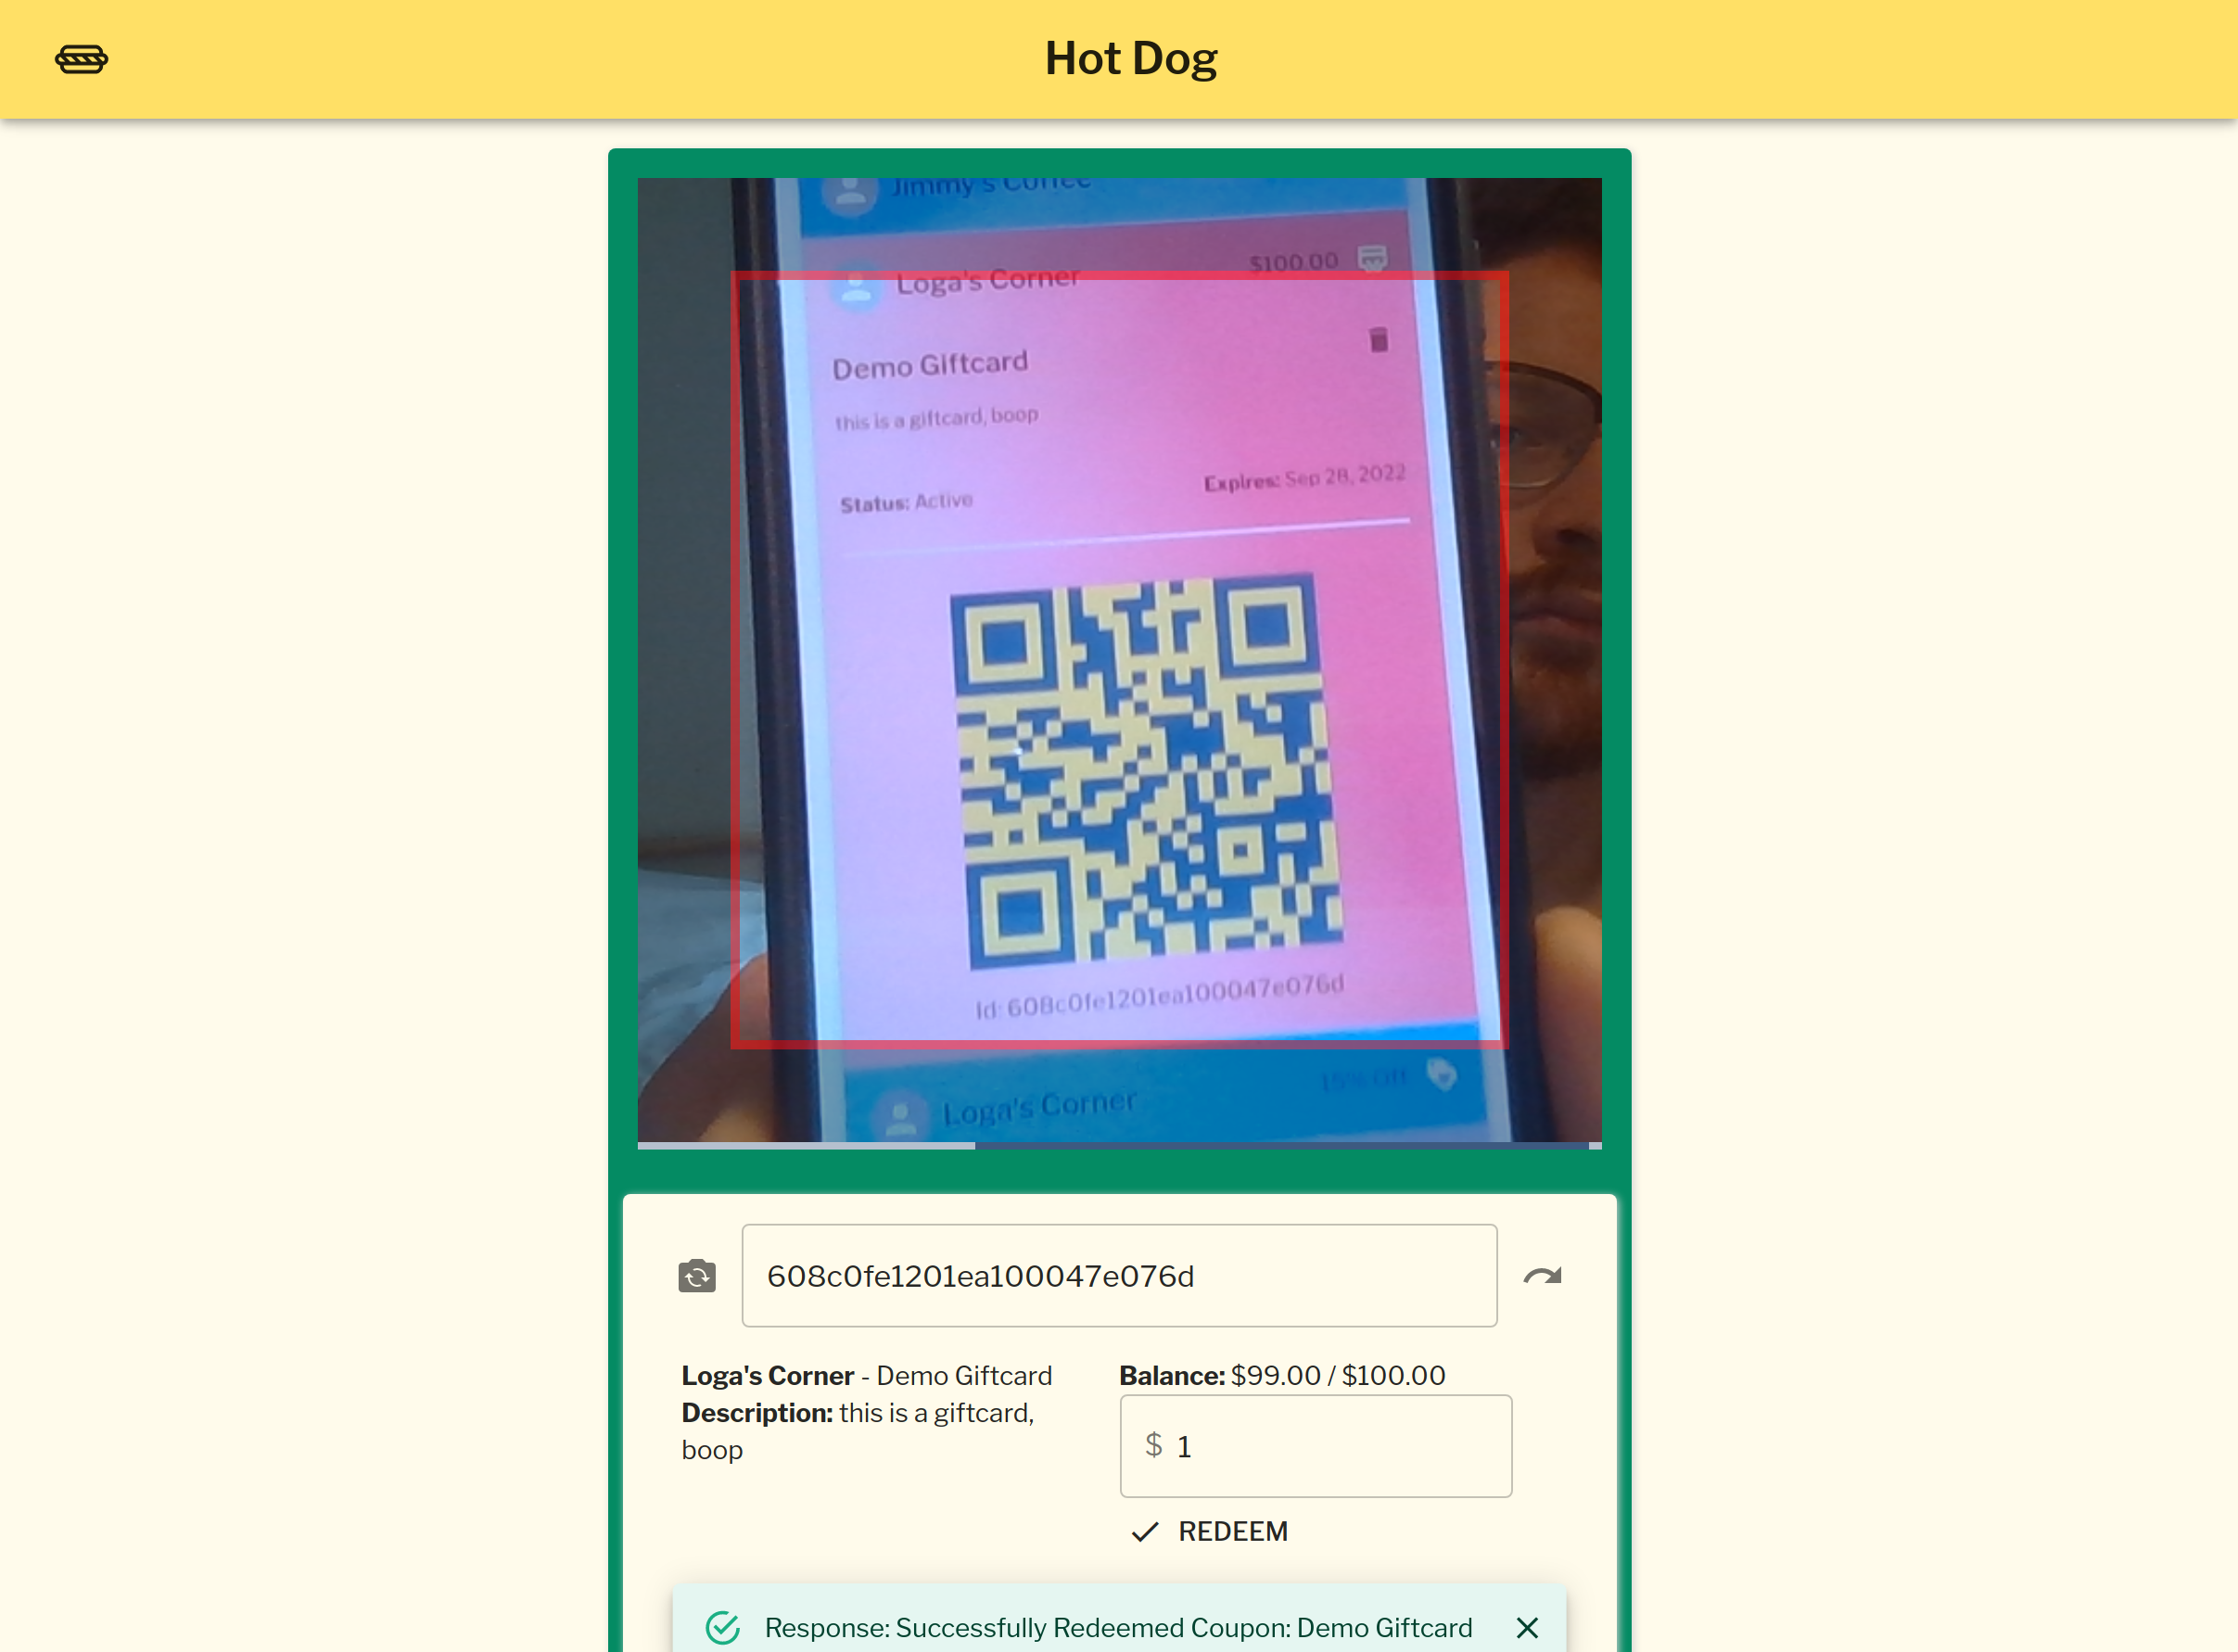 Hot Dog
Jimmy's Coffee
Loga's Corner $100.00
Demo Giftcard
this is a giftcard, boop
Status: Active Expires: Sep 28, 2022
Id: 608c0fe1201ea100047e076d
Loga's Corner 15% Off
608c0fe1201ea100047e076d
Loga's Corner - Demo Giftcard
Description: this is a giftcard,
boop
Balance: $99.00 / $100.00
$ 1
REDEEM
Response: Successfully Redeemed Coupon: Demo Giftcard